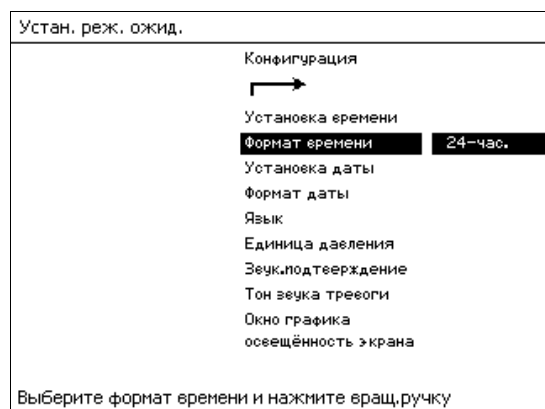 Устан. реж. ожид.
Конфигурация
Установка времени
Формат времени 24-час.
Установка даты
Формат даты
Язык
Единица давления
Звук.подтверждение
Тон звука тревоги
Окно графика
освещённость экрана
Выберите формат времени и нажмите вращ.ручку